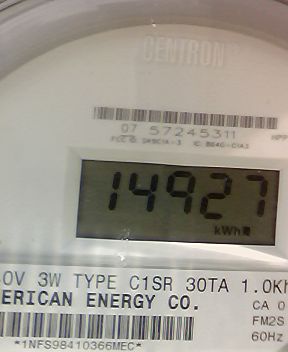 CENTRON
07 57245311
14927
kWh
0V 3W TYPE C1SR 30TA 1.0Kh
ERICAN ENERGY CO.
CA 0
FM2S
60Hz
*1NFS98410366MEC*